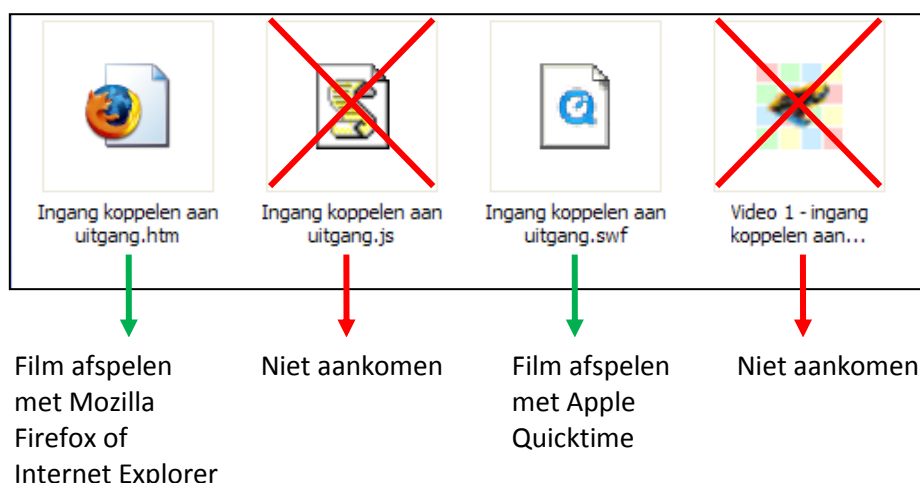 Ingang koppelen aan
uitgang.htm
Ingang koppelen aan
uitgang.js
Ingang koppelen aan
uitgang.swf
Video 1 - ingang
koppelen aan...
Film afspelen
met Mozilla
Firefox of
Internet Explorer
Niet aankomen
Film afspelen
met Apple
Quicktime
Niet aankomen